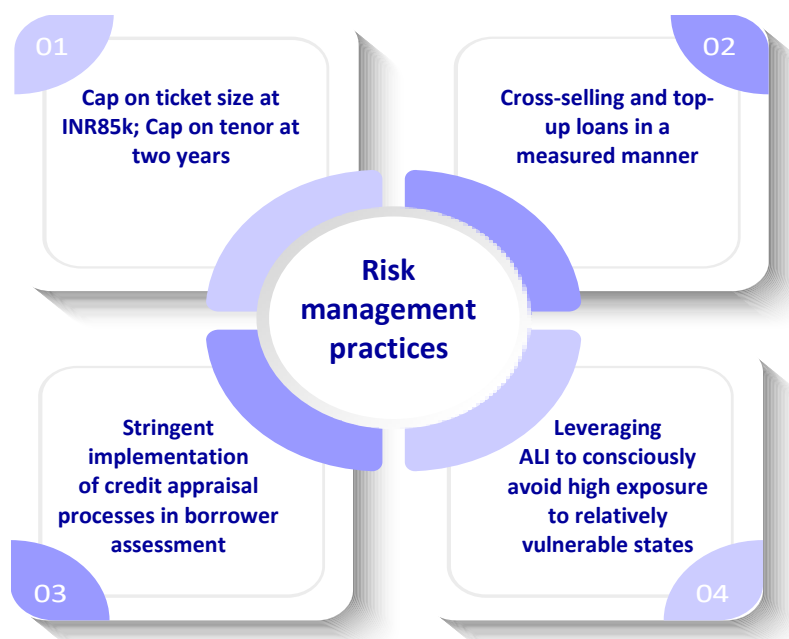 01
Cap on ticket size at
INR85k; Cap on tenor at
two years
02
Cross-selling and top-
up loans in a
measured manner
Risk
management
practices
03
Stringent
implementation
of credit appraisal
processes in borrower
assessment
04
Leveraging
ALI to consciously
avoid high exposure
to relatively
vulnerable states